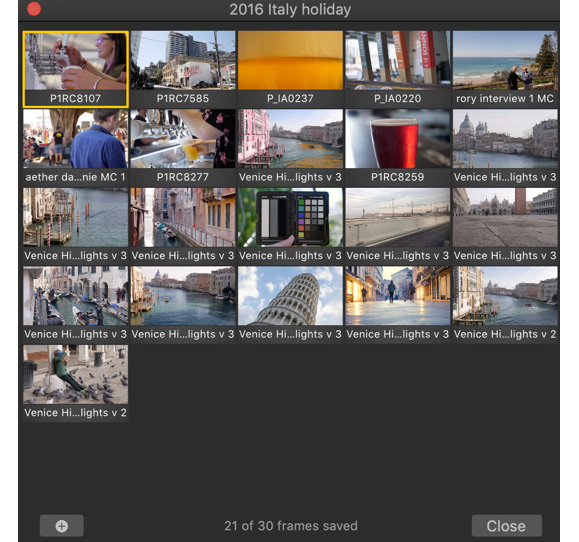 2016 Italy holiday
P1RC8107
P1RC7585
P_IA0237
P_IA0220
rory interview 1 MC
aether da...nie MC 1
P1RC8277
Venice Hi...lights v 3
P1RC8259
Venice Hi...lights v 3
Venice Hi...lights v 3
Venice Hi...lights v 3
Venice Hi...lights v 3
Venice Hi...lights v 3
Venice Hi...lights v 3
Venice Hi...lights v 3
Venice Hi...lights v 3
Venice Hi...lights v 3
Venice Hi...lights v 3
Venice Hi...lights v 2
Venice Hi...lights v 2
21 of 30 frames saved
Close